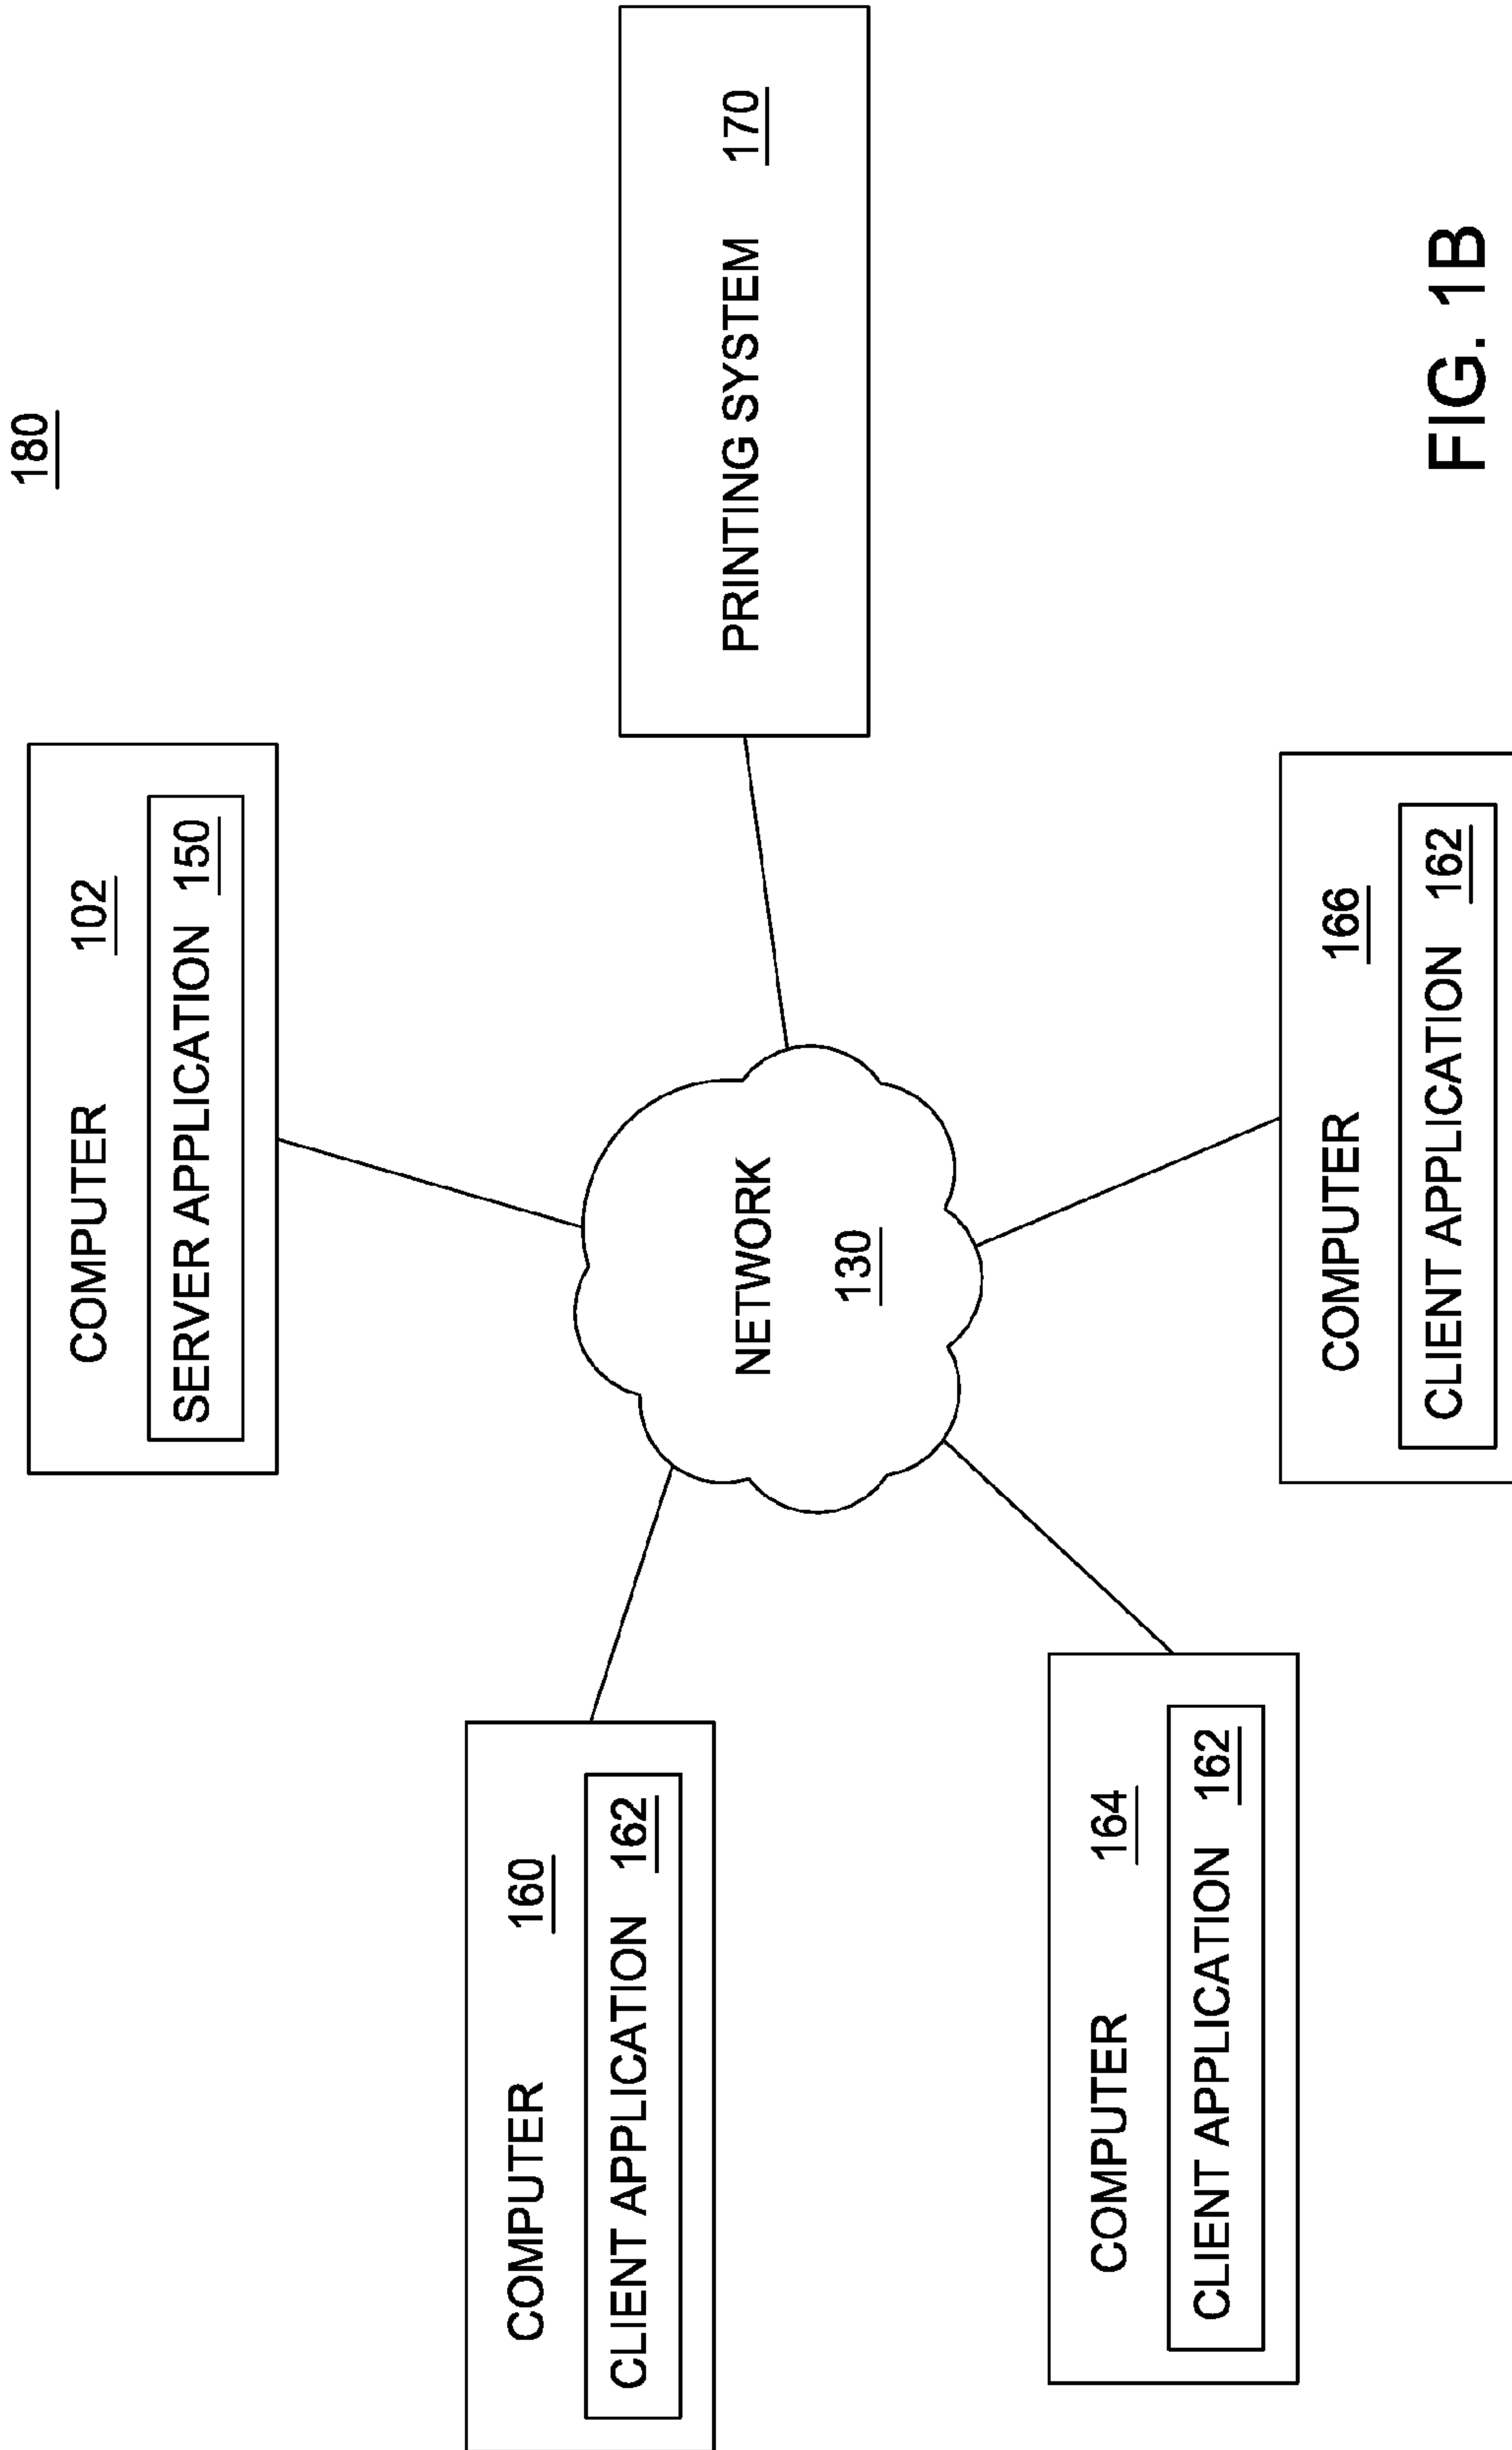 180
COMPUTER 102
SERVER APPLICATION 150
COMPUTER 160
CLIENT APPLICATION 162
NETWORK
130
PRINTING SYSTEM 170
COMPUTER 164
CLIENT APPLICATION 162
COMPUTER 166
CLIENT APPLICATION 162
FIG. 1B